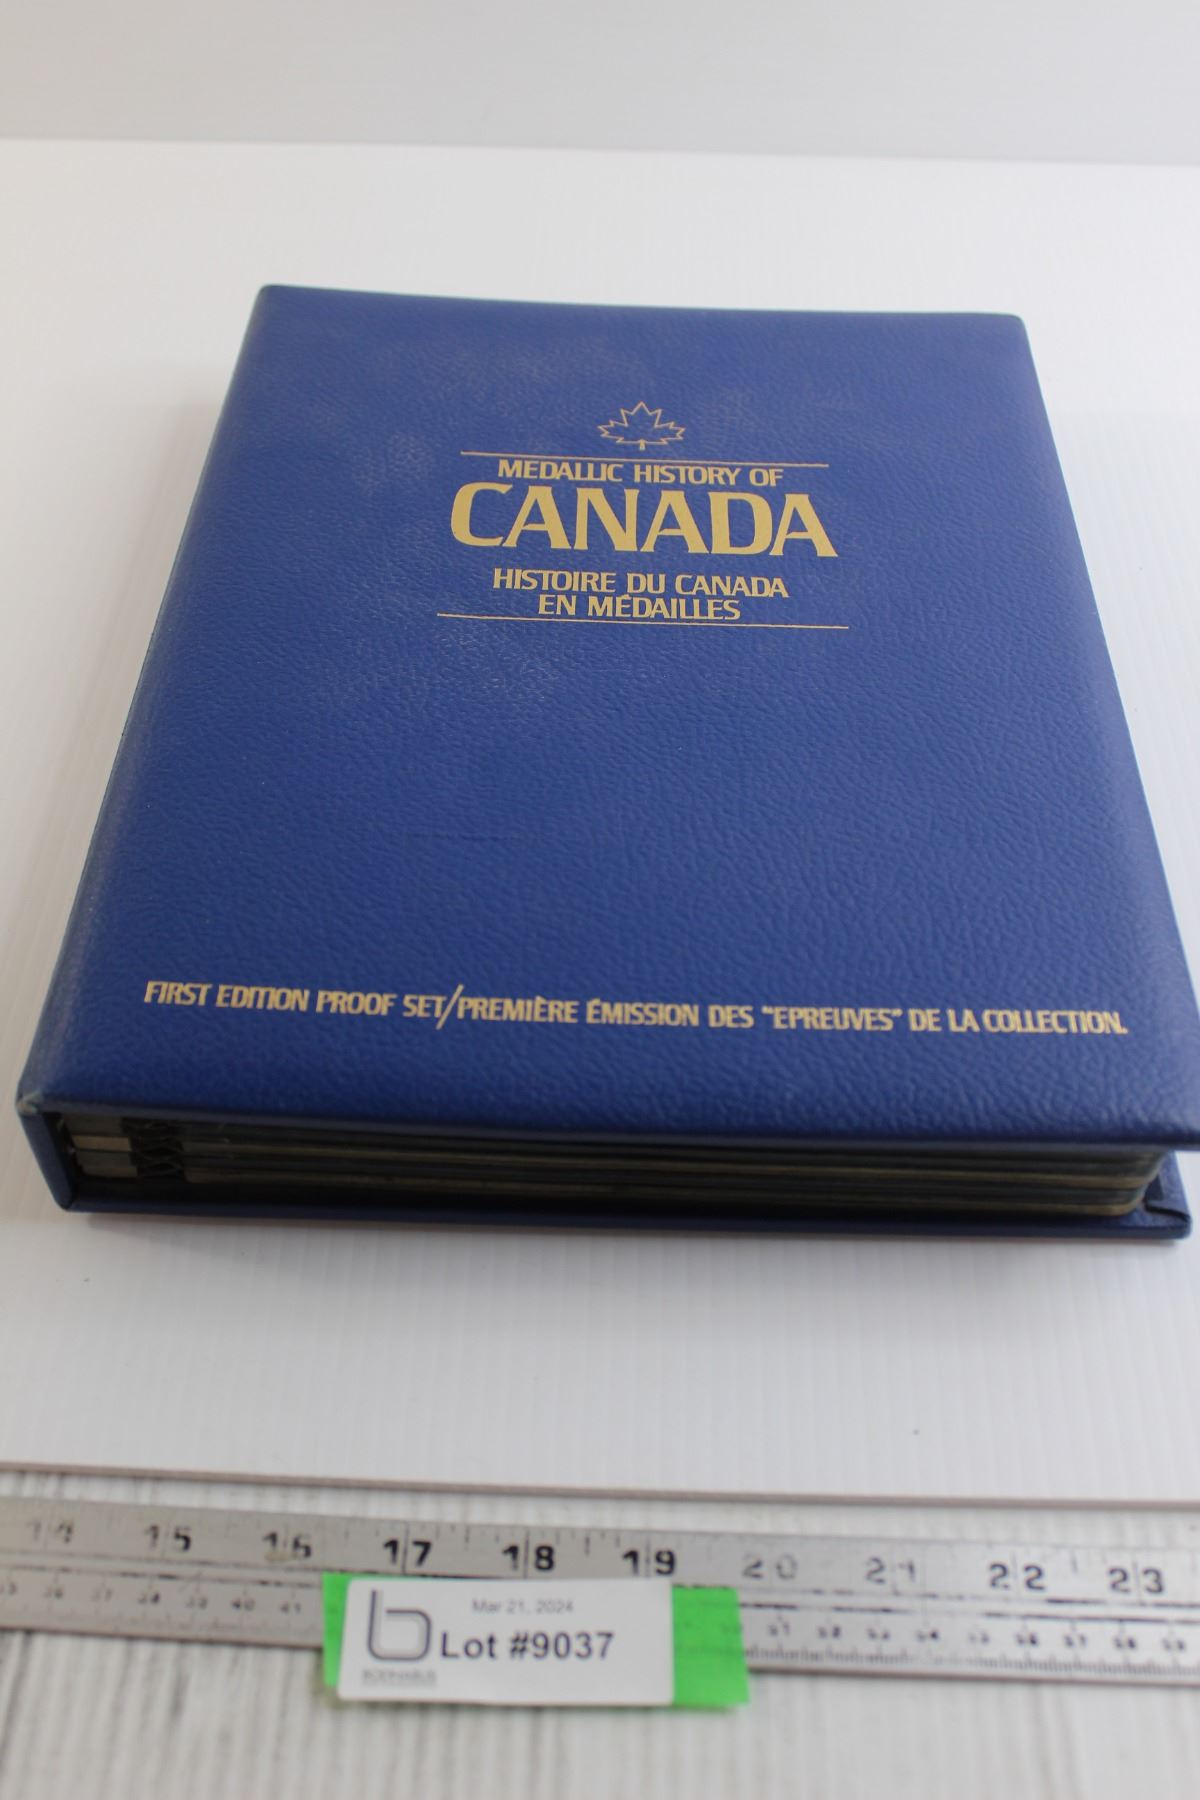 MEDALLIC HISTORY OF
CANADA
HISTOIRE DU CANADA
EN MÉDAILLES
FIRST EDITION PROOF SET/PREMIÈRE ÉMISSION DES "EPREUVES" DE LA COLLECTION.
14 15 16 17 18 19 20 21 22 23
Mar 21, 2024
b Lot #9037